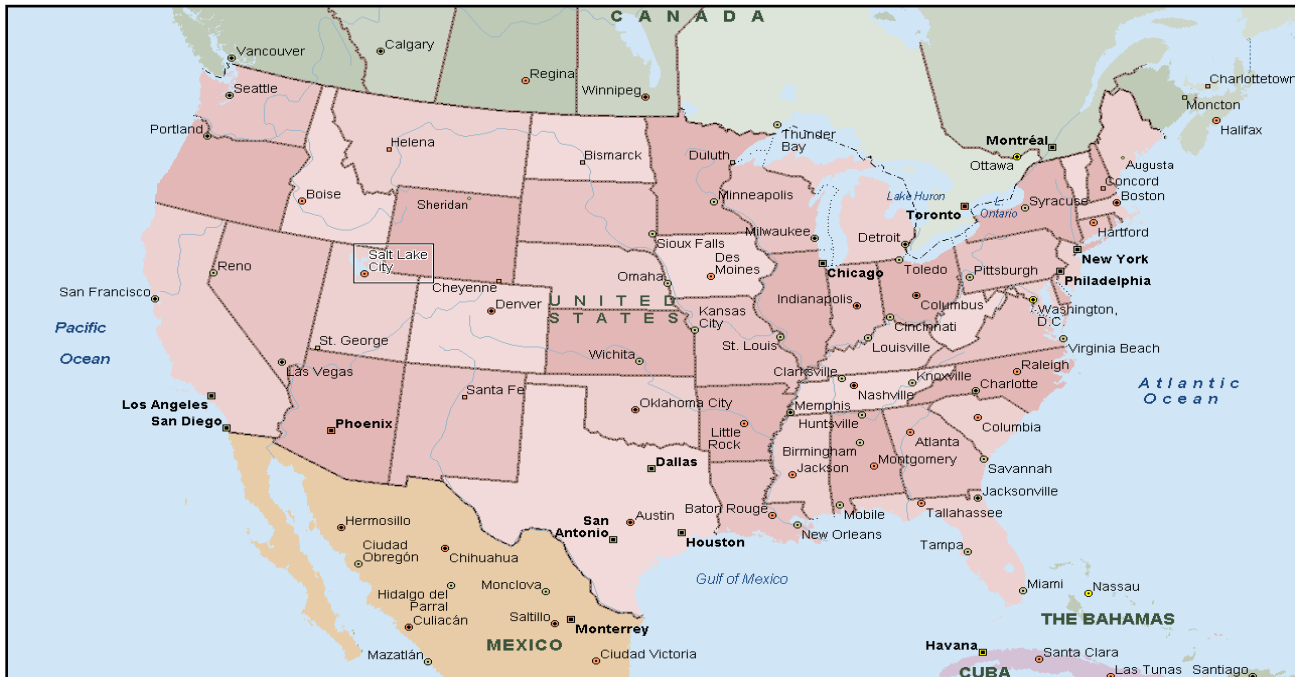 CANADA
Vancouver
Calgary
Regina
Winnipeg
Seattle
Portland
Helena
Bismarck
Duluth
Thunder
Bay
Montréal
Ottawa
Charlottetown
Moncton
Halifax
Augusta
Concord
Boston
Boise
Sheridan
Minneapolis
Lake Huron
Toronto
L.
Ontario
Syracuse
Hartford
Milwaukee
Detroit
Sioux Falls
Des
Moines
Salt Lake
City
Reno
Cheyenne
Omaha
Chicago
Toledo
Pittsburgh
New York
Philadelphia
San Francisco
Denver
UNITED
STATES
Kansas
City
Indianapolis
Columbus
Washington,
D.C.
Pacific
Ocean
St. George
Wichita
St. Louis
Cincinnati
Louisville
Virginia Beach
Las Vegas
Santa Fe
Clarksville
Knoxville
Nashville
Raleigh
Charlotte
Atlantic
Ocean
Los Angeles
San Diego
Phoenix
Oklahoma City
Little
Rock
Memphis
Huntsville
Birmingham
Jackson
Montgomery
Atlanta
Columbia
Savannah
Dallas
Jacksonville
Tallahassee
Hermosillo
San
Antonio
Austin
Houston
Baton Rouge
New Orleans
Mobile
Tampa
Ciudad
Obregón
Chihuahua
Monclova
Gulf of Mexico
Miami
Nassau
Hidalgo del
Parral
Culiacán
Saltillo
Monterrey
THE BAHAMAS
MEXICO
Mazatlán
Ciudad Victoria
Havana
Santa Clara
CUBA
Las Tunas
Santiago